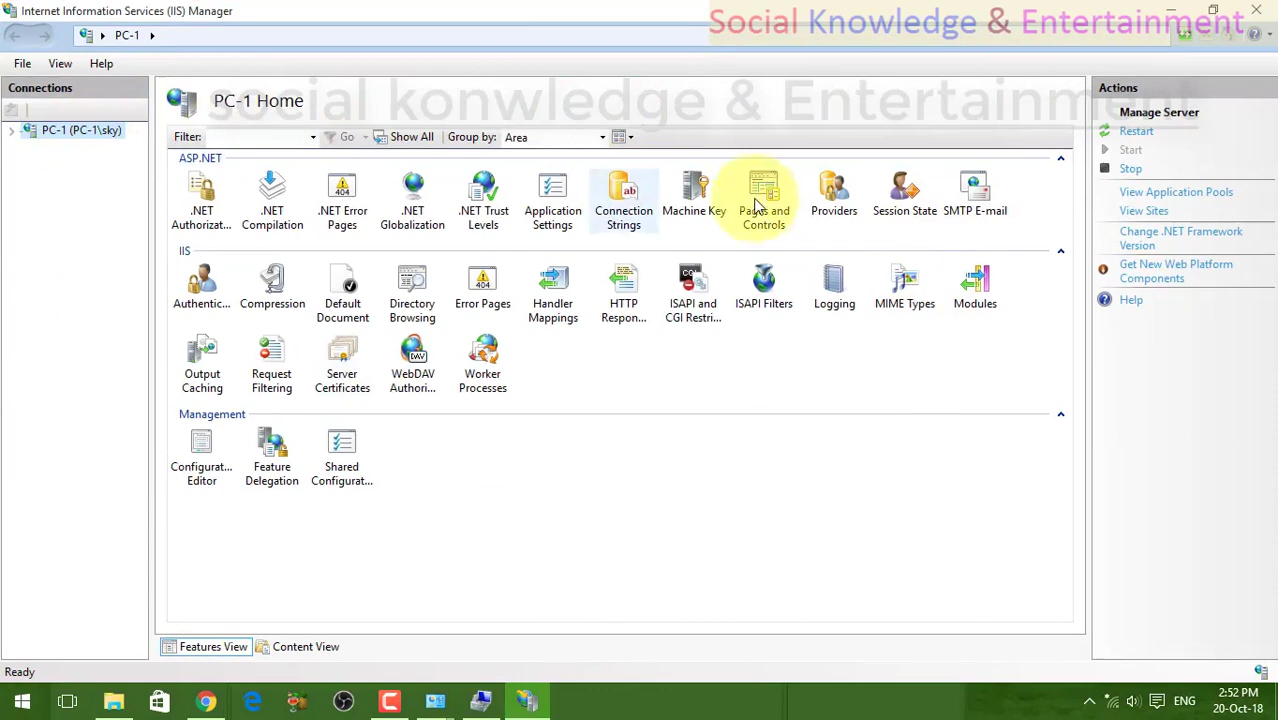 Internet Information Services (IIS) Manager
Social Knowledge & Entertainment
PC-1
File View Help
social knowledge & Entertainment
Connections
PC-1 (PC-1\sky)
PC-1 Home
Filter: Go Show All Group by: Area
ASP.NET
.NET Authorizat...
.NET Compilation
.NET Error Pages
.NET Globalization
.NET Trust Levels
Application Settings
Connection Strings
Machine Key
Pages and Controls
Providers
Session State
SMTP E-mail
IIS
Authentic...
Compression
Default Document
Directory Browsing
Error Pages
Handler Mappings
HTTP Respon...
ISAPI and CGI Restri...
ISAPI Filters
Logging
MIME Types
Modules
Output Caching
Request Filtering
Server Certificates
WebDAV Authori...
Worker Processes
Management
Configurat... Editor
Feature Delegation
Shared Configurat...
Features View Content View
Actions
Manage Server
Restart
Start
Stop
View Application Pools
View Sites
Change .NET Framework
Version
Get New Web Platform
Components
Help
Ready
ENG
2:52 PM
20-Oct-18